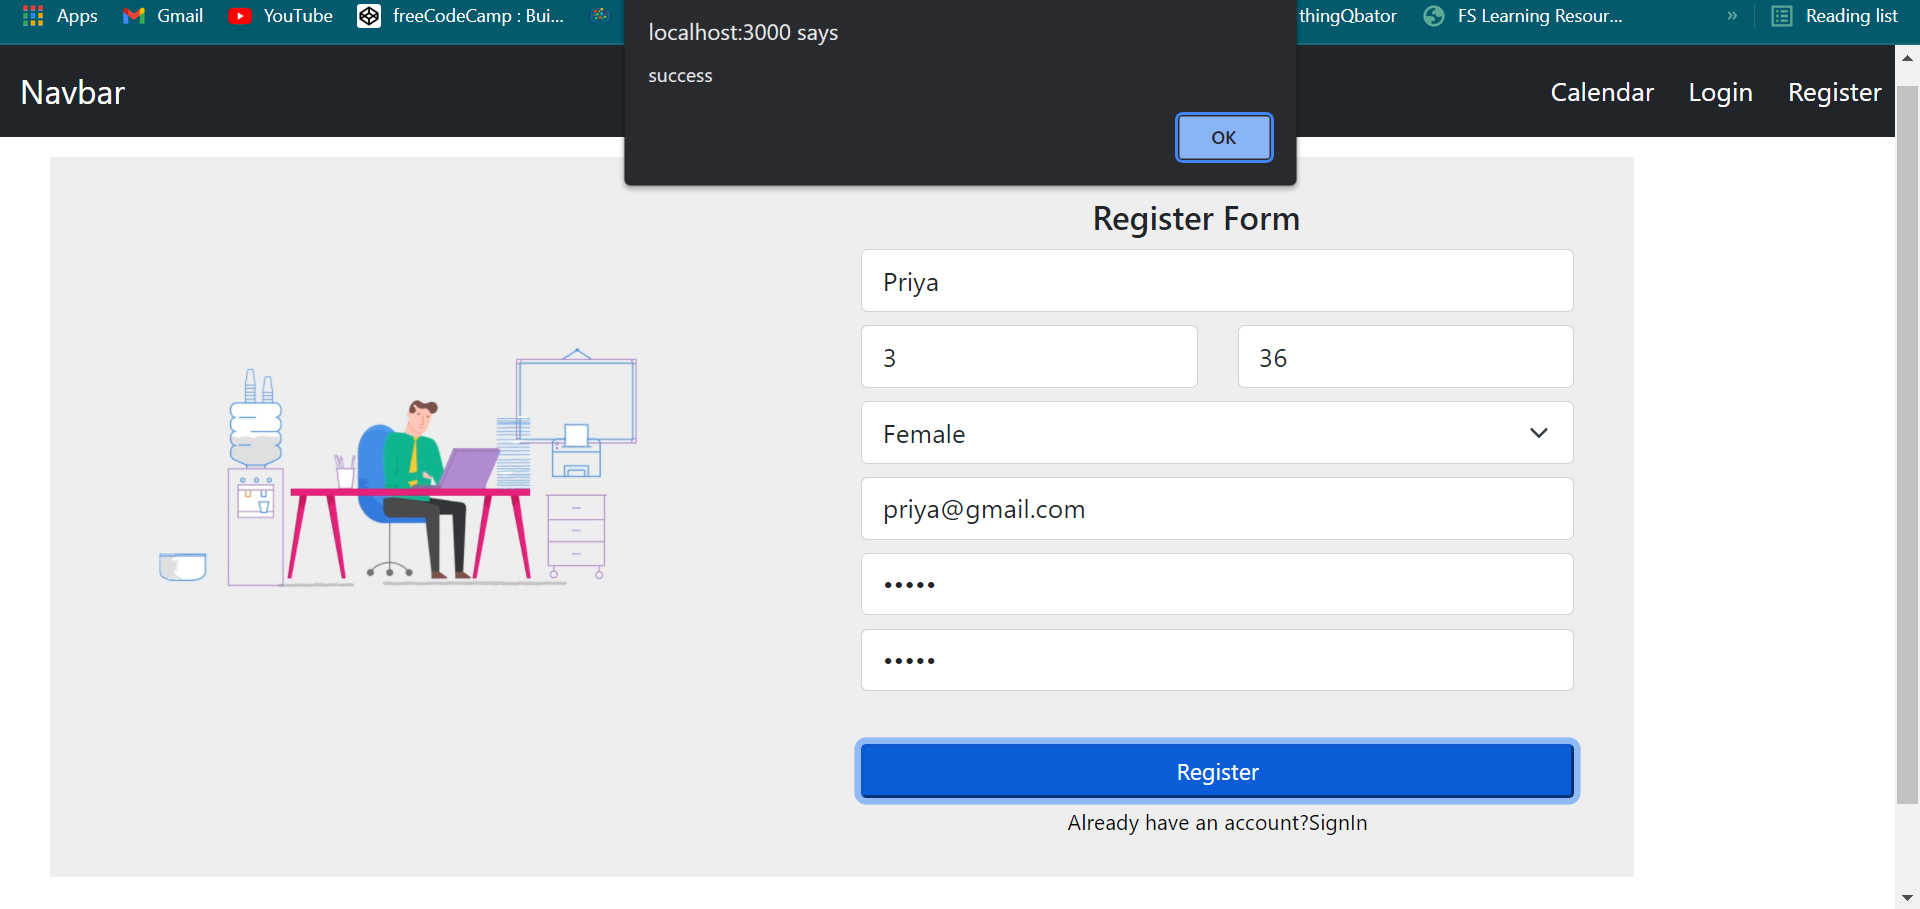 Apps Gmail YouTube freeCodeCamp : Bui... thingQbator FS Learning Resour... » Reading list
localhost:3000 says
success
OK
Navbar Calendar Login Register
Register Form
Priya
3 36
Female
priya@gmail.com
•••••
•••••
Register
Already have an account?SignIn